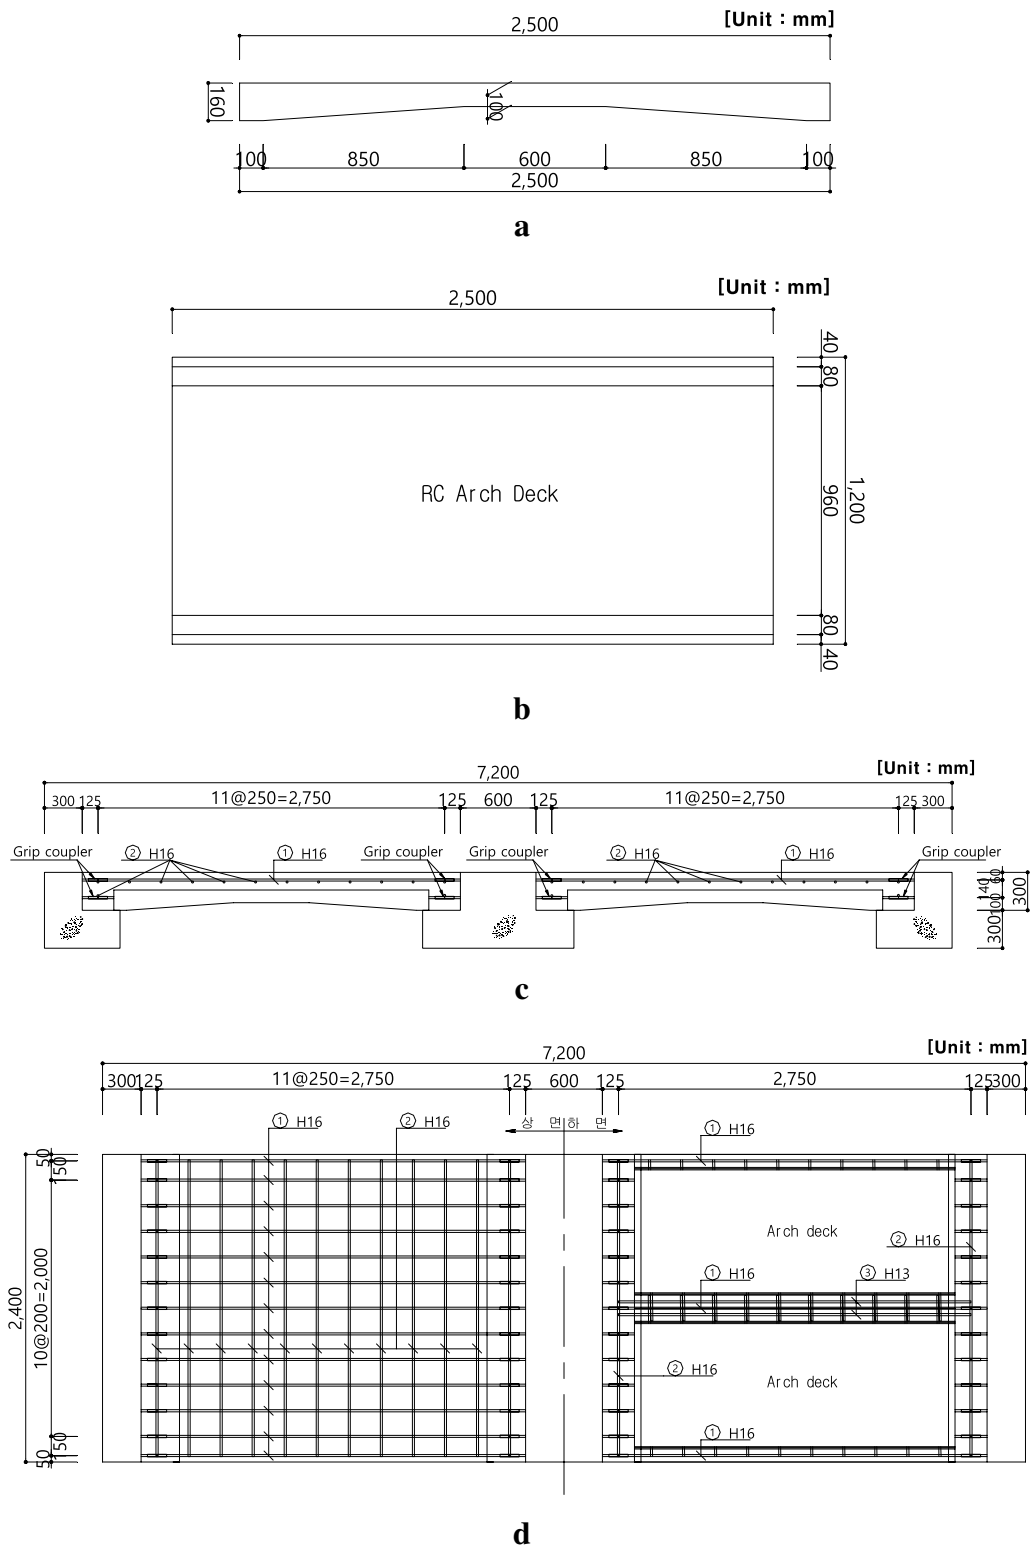 [Unit : mm]
2,500
160
100
100 850 600 850 100
2,500
a
[Unit : mm]
2,500
40
80
RC Arch Deck
960
1,200
80
40
b
[Unit : mm]
7,200
300 125 11@250=2,750 125 600 125 11@250=2,750 125 300
Grip coupler ② H16 ① H16 Grip coupler Grip coupler ② H16 ① H16 Grip coupler
60
140
100
300
300
c
[Unit : mm]
7,200
300 125 11@250=2,750 125 600 125 2,750 125 300
① H16 ② H16 상 면 하 면 ① H16
50
150
Arch deck
② H16
① H16 ③ H13
2,400
10@200=2,000
② H16
Arch deck
① H16
150
50
d